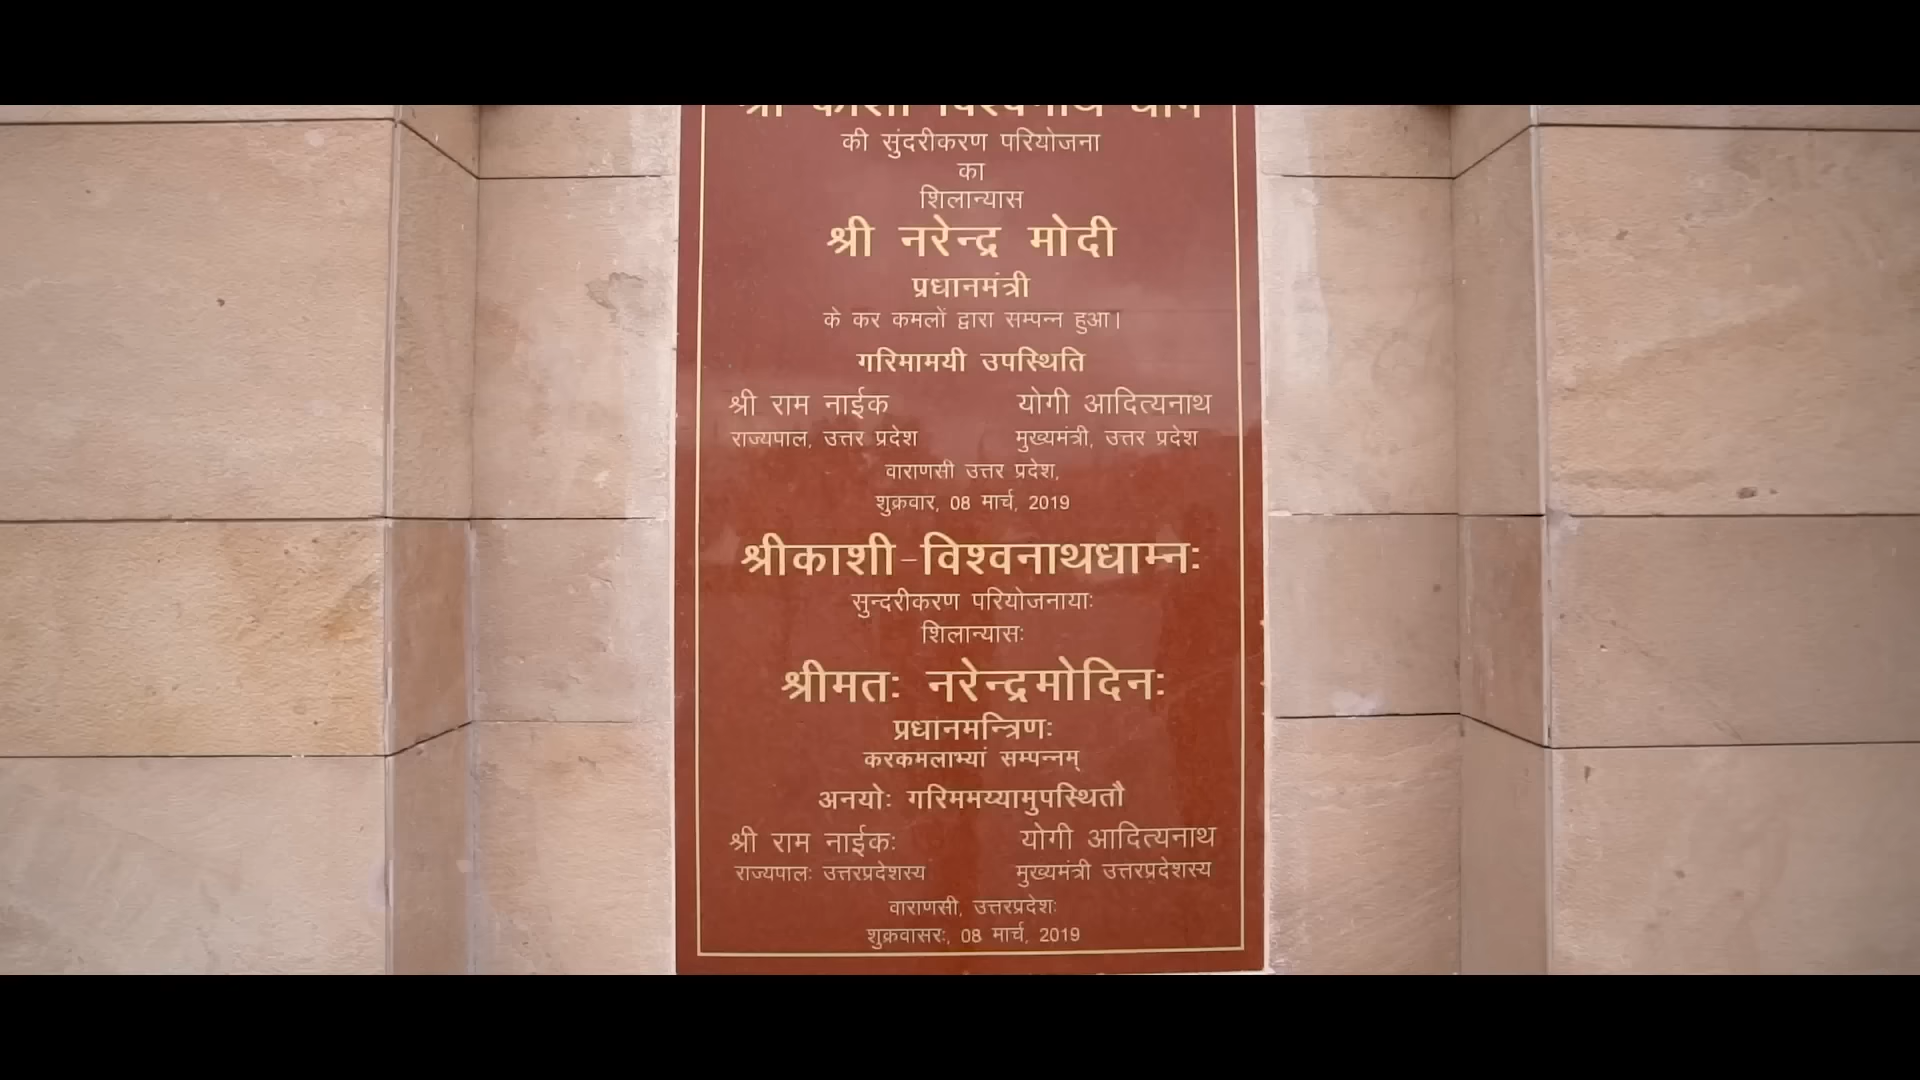 श्री काशी विश्वनाथ धाम
की सुंदरीकरण परियोजना
का
शिलान्यास
श्री नरेन्द्र मोदी
प्रधानमंत्री
के कर कमलों द्वारा सम्पन्न हुआ।
गरिमामयी उपस्थिति
श्री राम नाईक योगी आदित्यनाथ
राज्यपाल, उत्तर प्रदेश मुख्यमंत्री, उत्तर प्रदेश
वाराणसी उत्तर प्रदेश,
शुक्रवार, 08 मार्च, 2019
श्रीकाशी-विश्वनाथधाम्नः
सुन्दरीकरण परियोजनायाः
शिलान्यासः
श्रीमतः नरेन्द्रमोदिनः
प्रधानमन्त्रिणः
करकमलाभ्यां सम्पन्नम्
अनयोः गरिममय्यामुपस्थितौ
श्री राम नाईकः योगी आदित्यनाथ
राज्यपालः उत्तरप्रदेशस्य मुख्यमंत्री उत्तरप्रदेशस्य
वाराणसी, उत्तरप्रदेशः
शुक्रवासरः, 08 मार्च, 2019